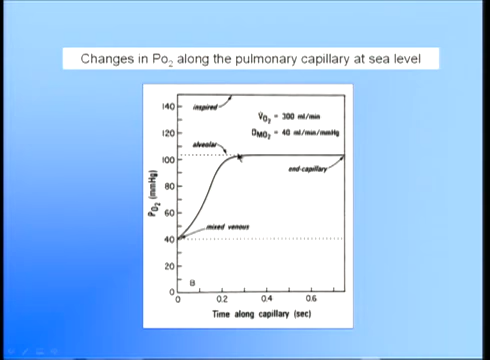 Changes in Po₂ along the pulmonary capillary at sea level
140
inspired
V̇O₂ = 300 ml/min
DMO₂ = 40 ml/min/mmHg
120
alveolar
100
end-capillary
80
PO₂ (mmHg)
60
mixed venous
40
20
B
0
0 0.2 0.4 0.6
Time along capillary (sec)